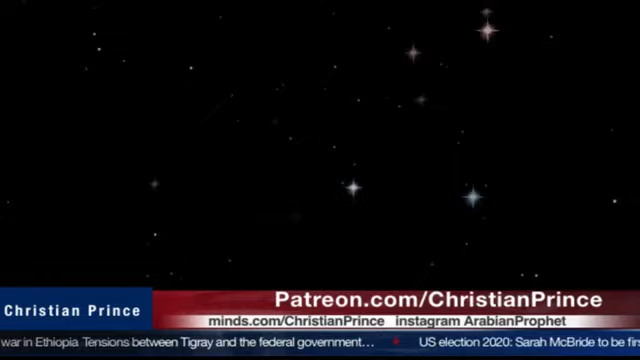 Patreon.com/ChristianPrince
Christian Prince
minds.com/ChristianPrince instagram ArabianProphet
war in Ethiopia Tensions between Tigray and the federal government… US election 2020: Sarah McBride to be